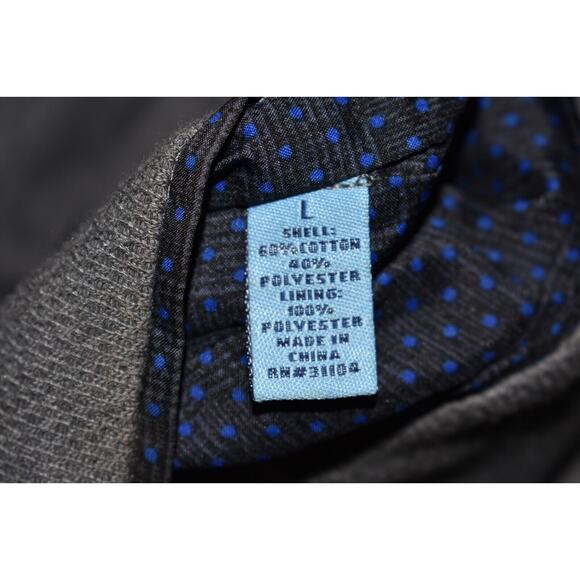 L
SHELL:
60% COTTON
40%
POLYESTER
LINING:
100%
POLYESTER
MADE IN
CHINA
RN#31104